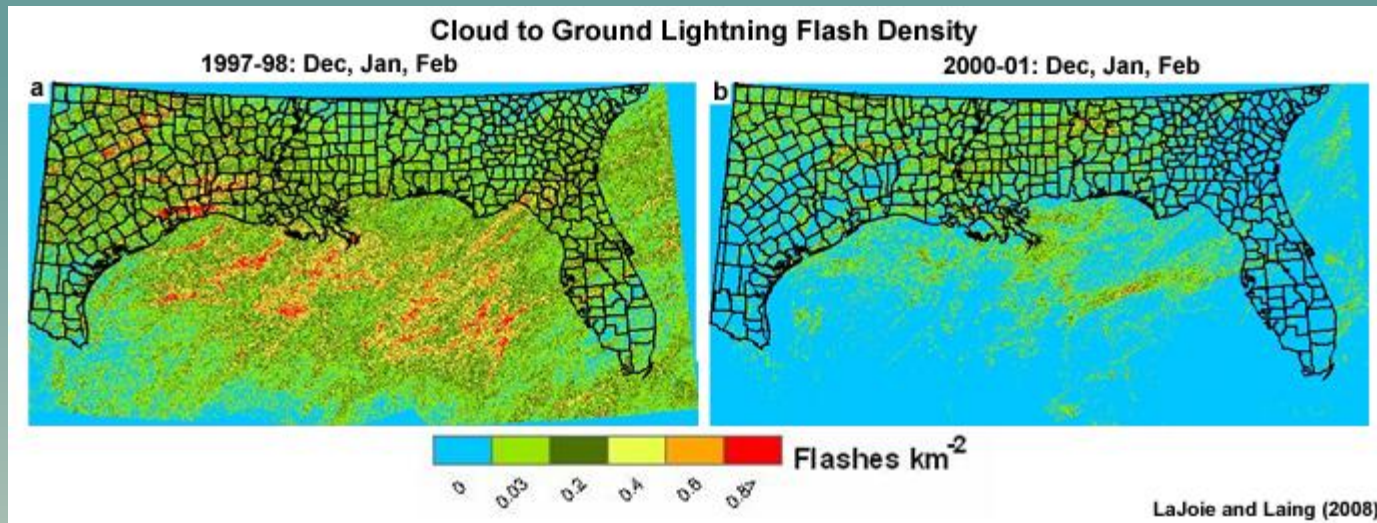 Cloud to Ground Lightning Flash Density
1997-98: Dec, Jan, Feb
2000-01: Dec, Jan, Feb
a
b
0
0.03
0.2
0.4
0.6
0.8>
Flashes km-2
LaJoie and Laing (2008)